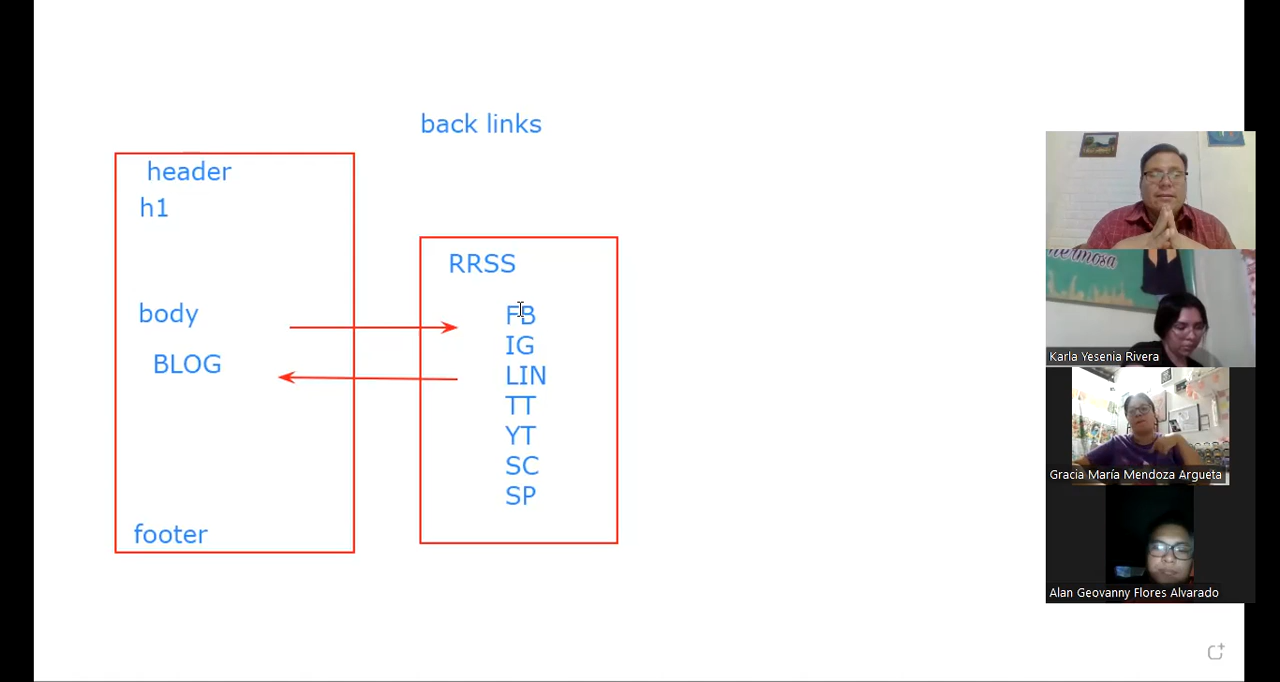 back links
header
h1
body
BLOG
footer
RRSS
FB
IG
LIN
TT
YT
SC
SP
hermosa
Karla Yesenia Rivera
Gracia María Mendoza Argueta
Alan Geovanny Flores Alvarado